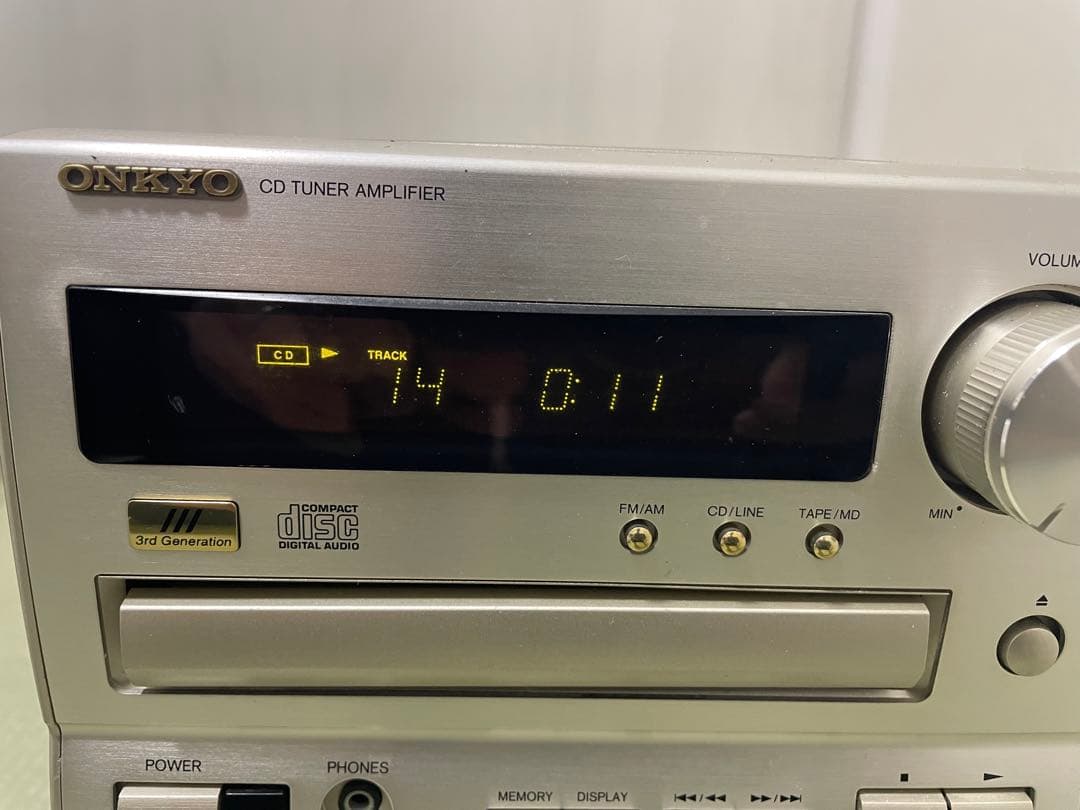 ONKYO CD TUNER AMPLIFIER
VOLUM
CD TRACK
14 0:11
FM/AM CD/LINE TAPE/MD MIN
3rd Generation
COMPACT
disc
DIGITAL AUDIO
POWER PHONES
MEMORY DISPLAY